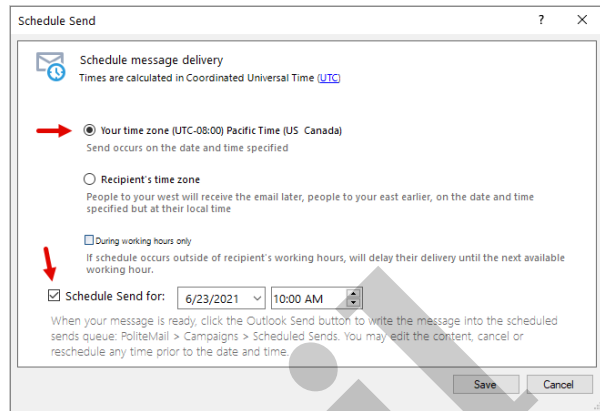 Schedule Send
?
Schedule message delivery
Times are calculated in Coordinated Universal Time (UTC)
Your time zone (UTC-08:00) Pacific Time (US Canada)
Send occurs on the date and time specified
Recipient's time zone
People to your west will receive the email later, people to your east earlier, on the date and time
specified but at their local time
During working hours only
If schedule occurs outside of recipient's working hours, will delay their delivery until the next available
working hour.
Schedule Send for: 6/23/2021 10:00 AM
When your message is ready, click the Outlook Send button to write the message into the scheduled
sends queue: PoliteMail > Campaigns > Scheduled Sends. You may edit the content, cancel or
reschedule any time prior to the date and time.
Save Cancel